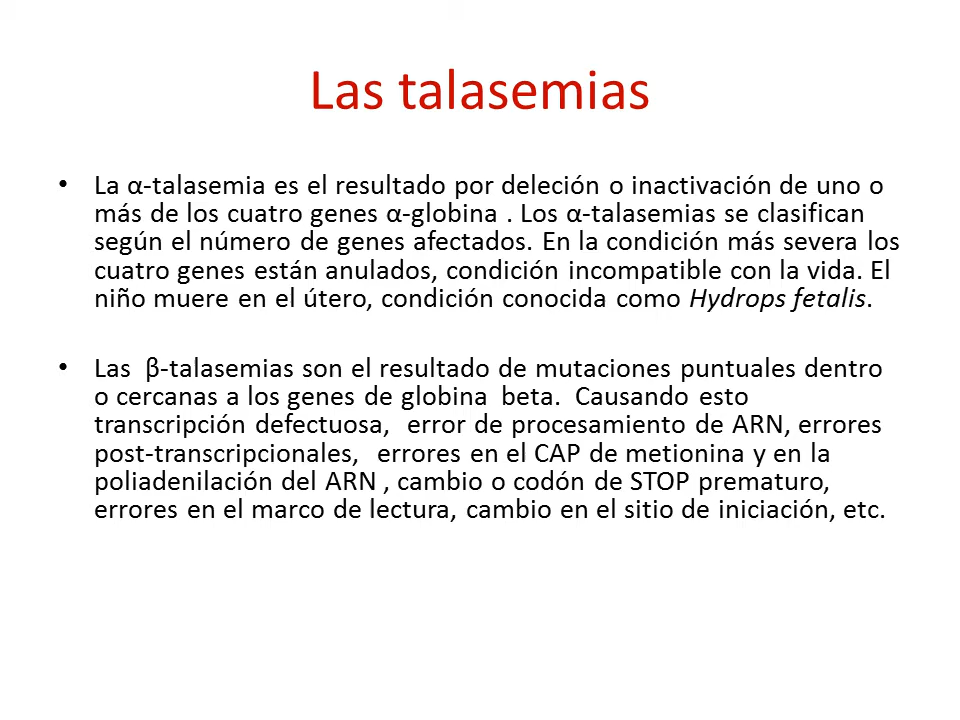 Las talasemias
• La α-talasemia es el resultado por deleción o inactivación de uno o
más de los cuatro genes α-globina . Los α-talasemias se clasifican
según el número de genes afectados. En la condición más severa los
cuatro genes están anulados, condición incompatible con la vida. El
niño muere en el útero, condición conocida como Hydrops fetalis.
• Las  β-talasemias son el resultado de mutaciones puntuales dentro
o cercanas a los genes de globina  beta.  Causando esto
transcripción defectuosa,  error de procesamiento de ARN, errores
post-transcripcionales,  errores en el CAP de metionina y en la
poliadenilación del ARN , cambio o codón de STOP prematuro,
errores en el marco de lectura, cambio en el sitio de iniciación, etc.